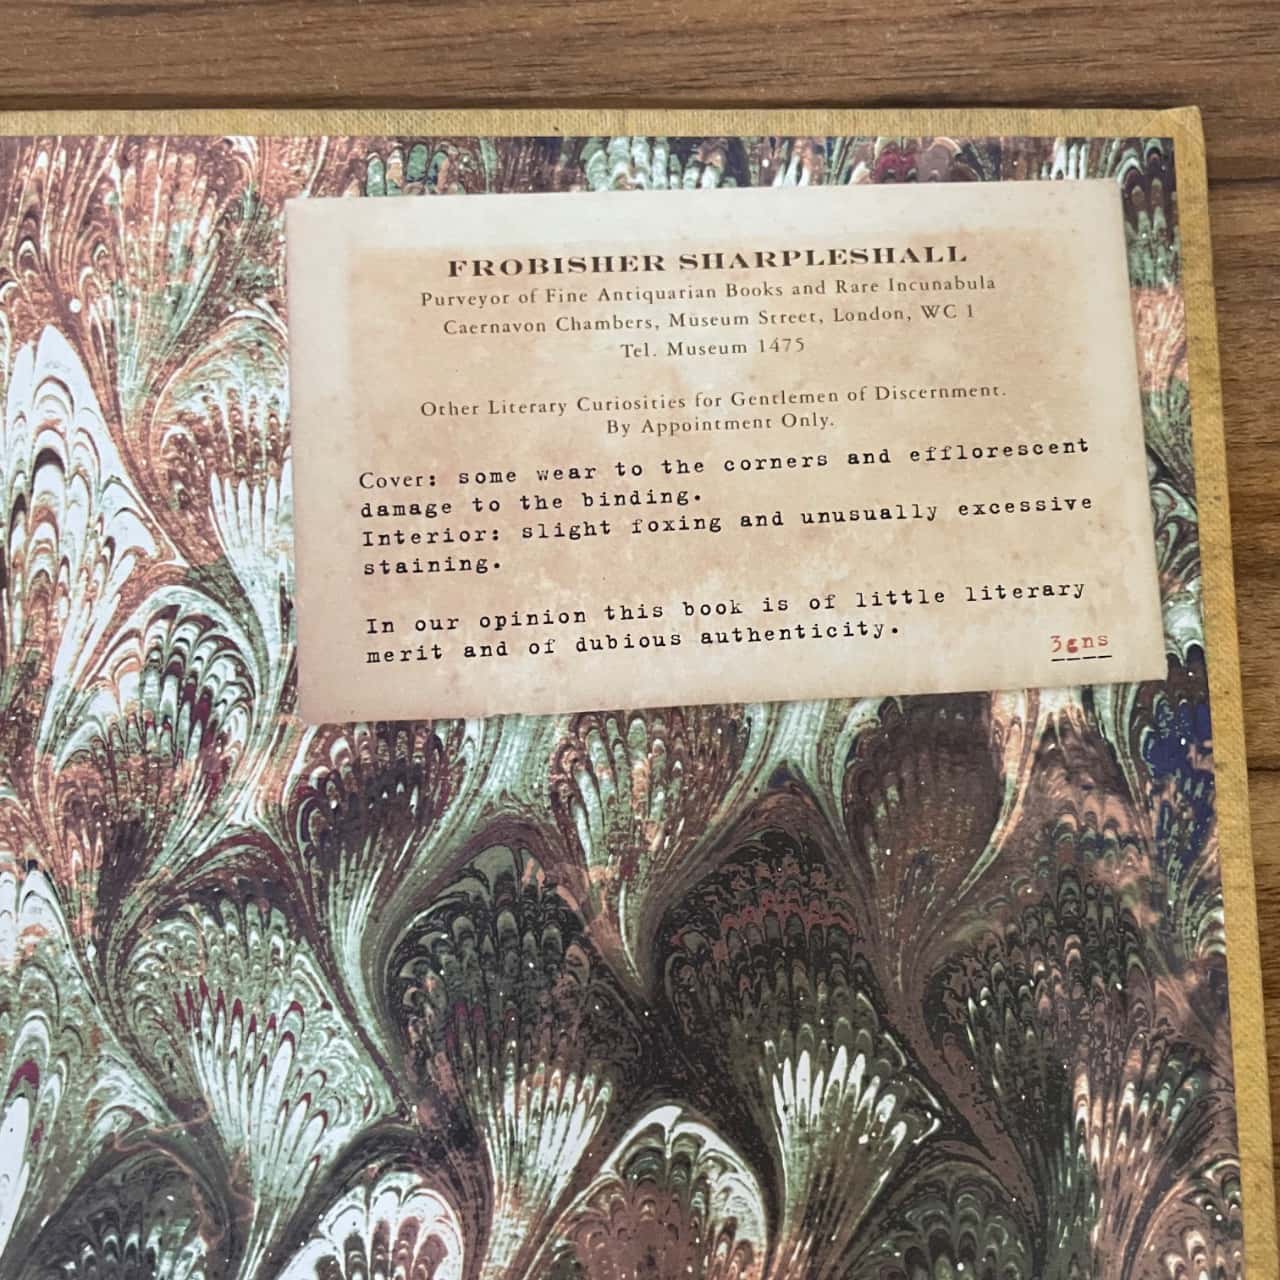 FROBISHER SHARPLESHALL
Purveyor of Fine Antiquarian Books and Rare Incunabula
Caernavon Chambers, Museum Street, London, WC 1
Tel. Museum 1475
Other Literary Curiosities for Gentlemen of Discernment.
By Appointment Only.
Cover: some wear to the corners and efflorescent
damage to the binding.
Interior: slight foxing and unusually excessive
staining.
In our opinion this book is of little literary
merit and of dubious authenticity.
3gns